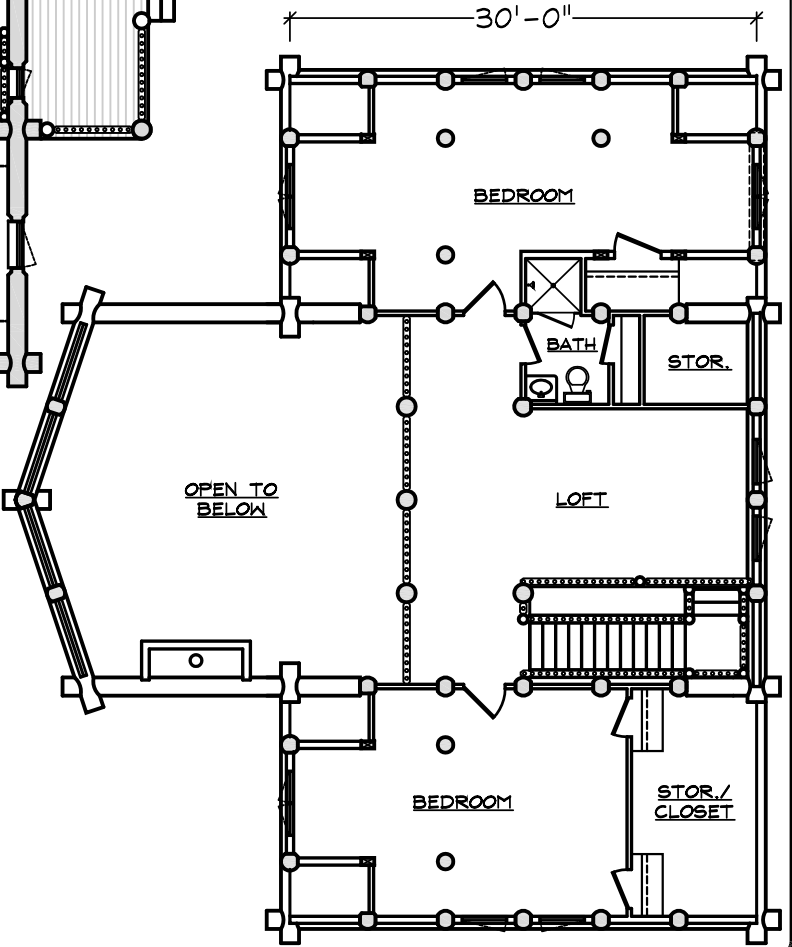 30'-0"
BEDROOM
BATH
STOR.
OPEN TO
BELOW
LOFT
BEDROOM
STOR./
CLOSET